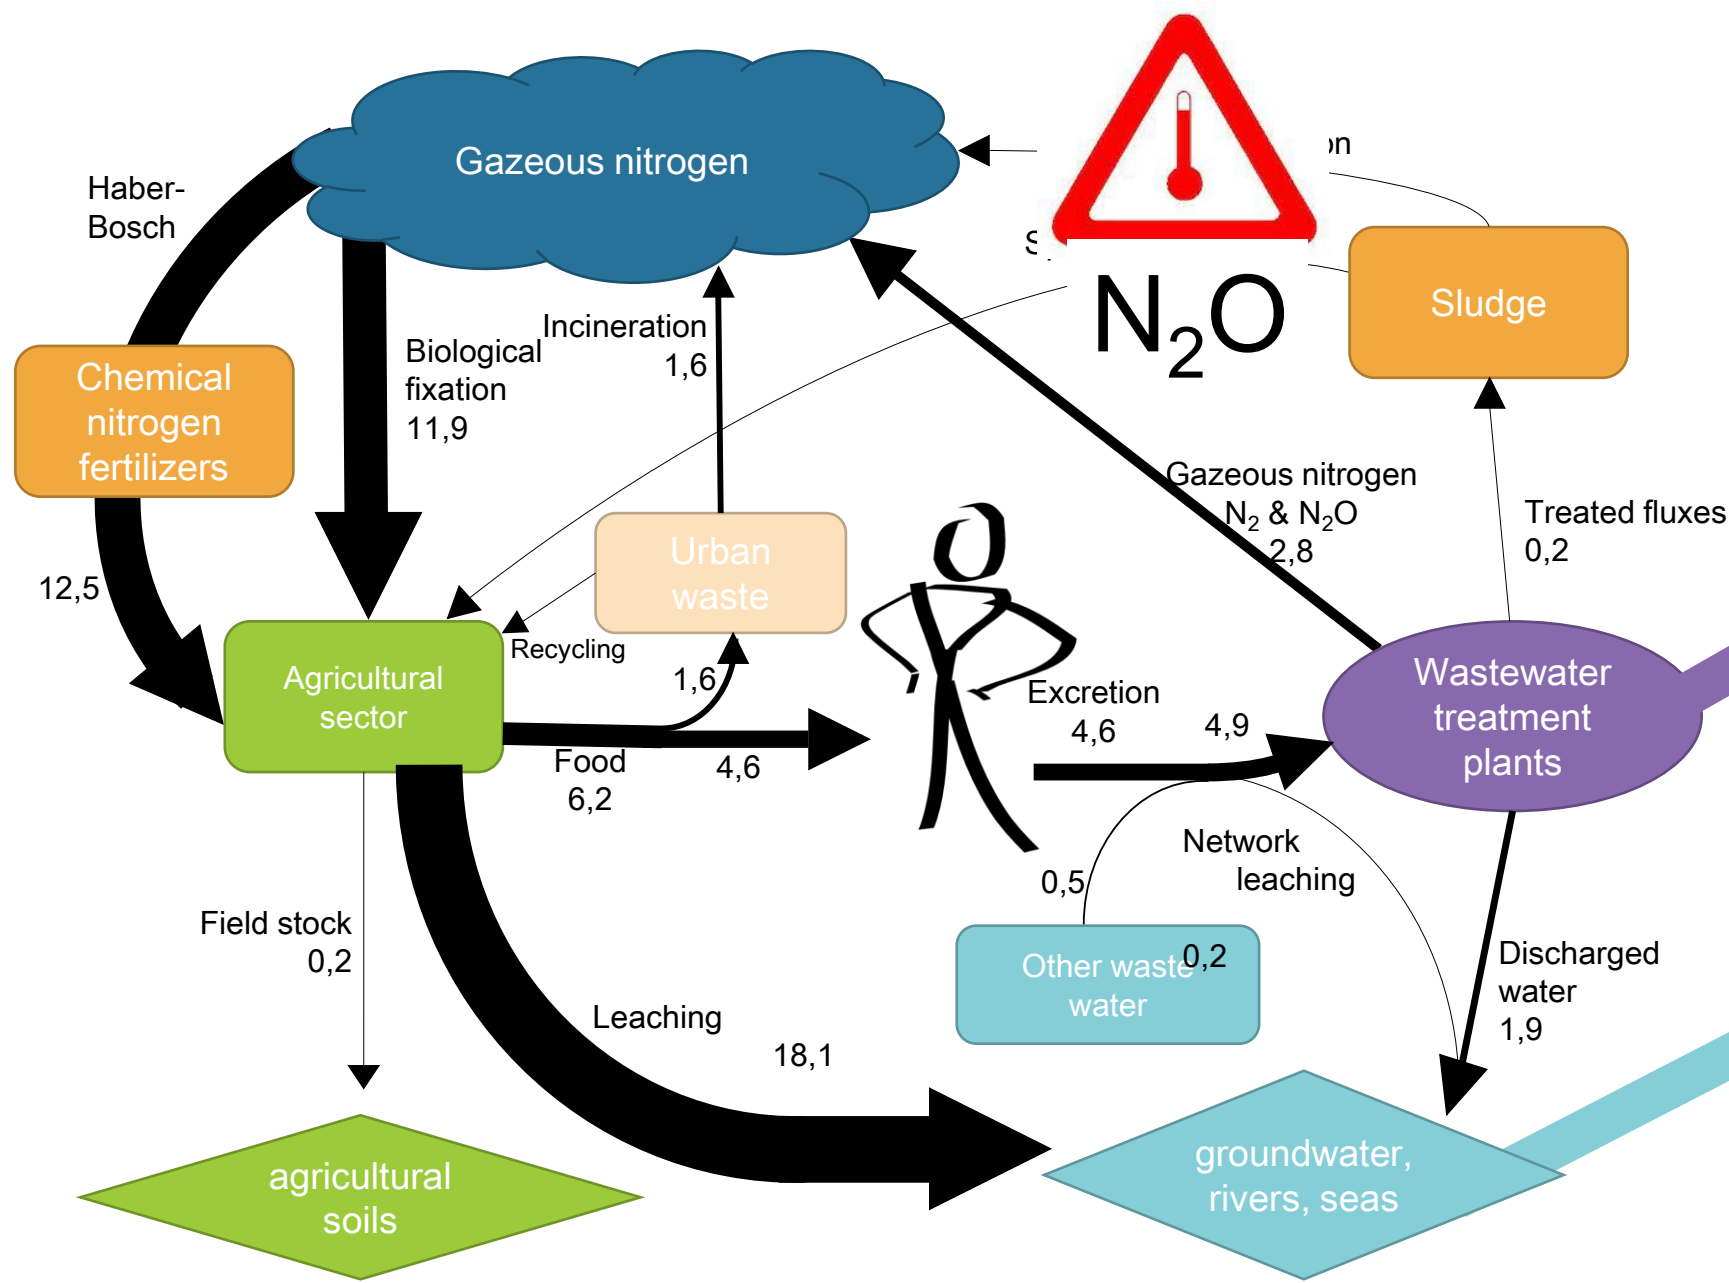 Gazeous nitrogen
Haber-
Bosch
Chemical
nitrogen
fertilizers
12,5
Biological
fixation
11,9
Incineration
1,6
N₂O
Sludge
Gazeous nitrogen
N₂ & N₂O
2,8
Treated fluxes
0,2
Urban
waste
Recycling
1,6
Agricultural
sector
Food
6,2
4,6
Excretion
4,6
4,9
Wastewater
treatment
plants
Network
leaching
0,5
Other waste
water
0,2
Discharged
water
1,9
Field stock
0,2
Leaching
18,1
agricultural
soils
groundwater,
rivers, seas